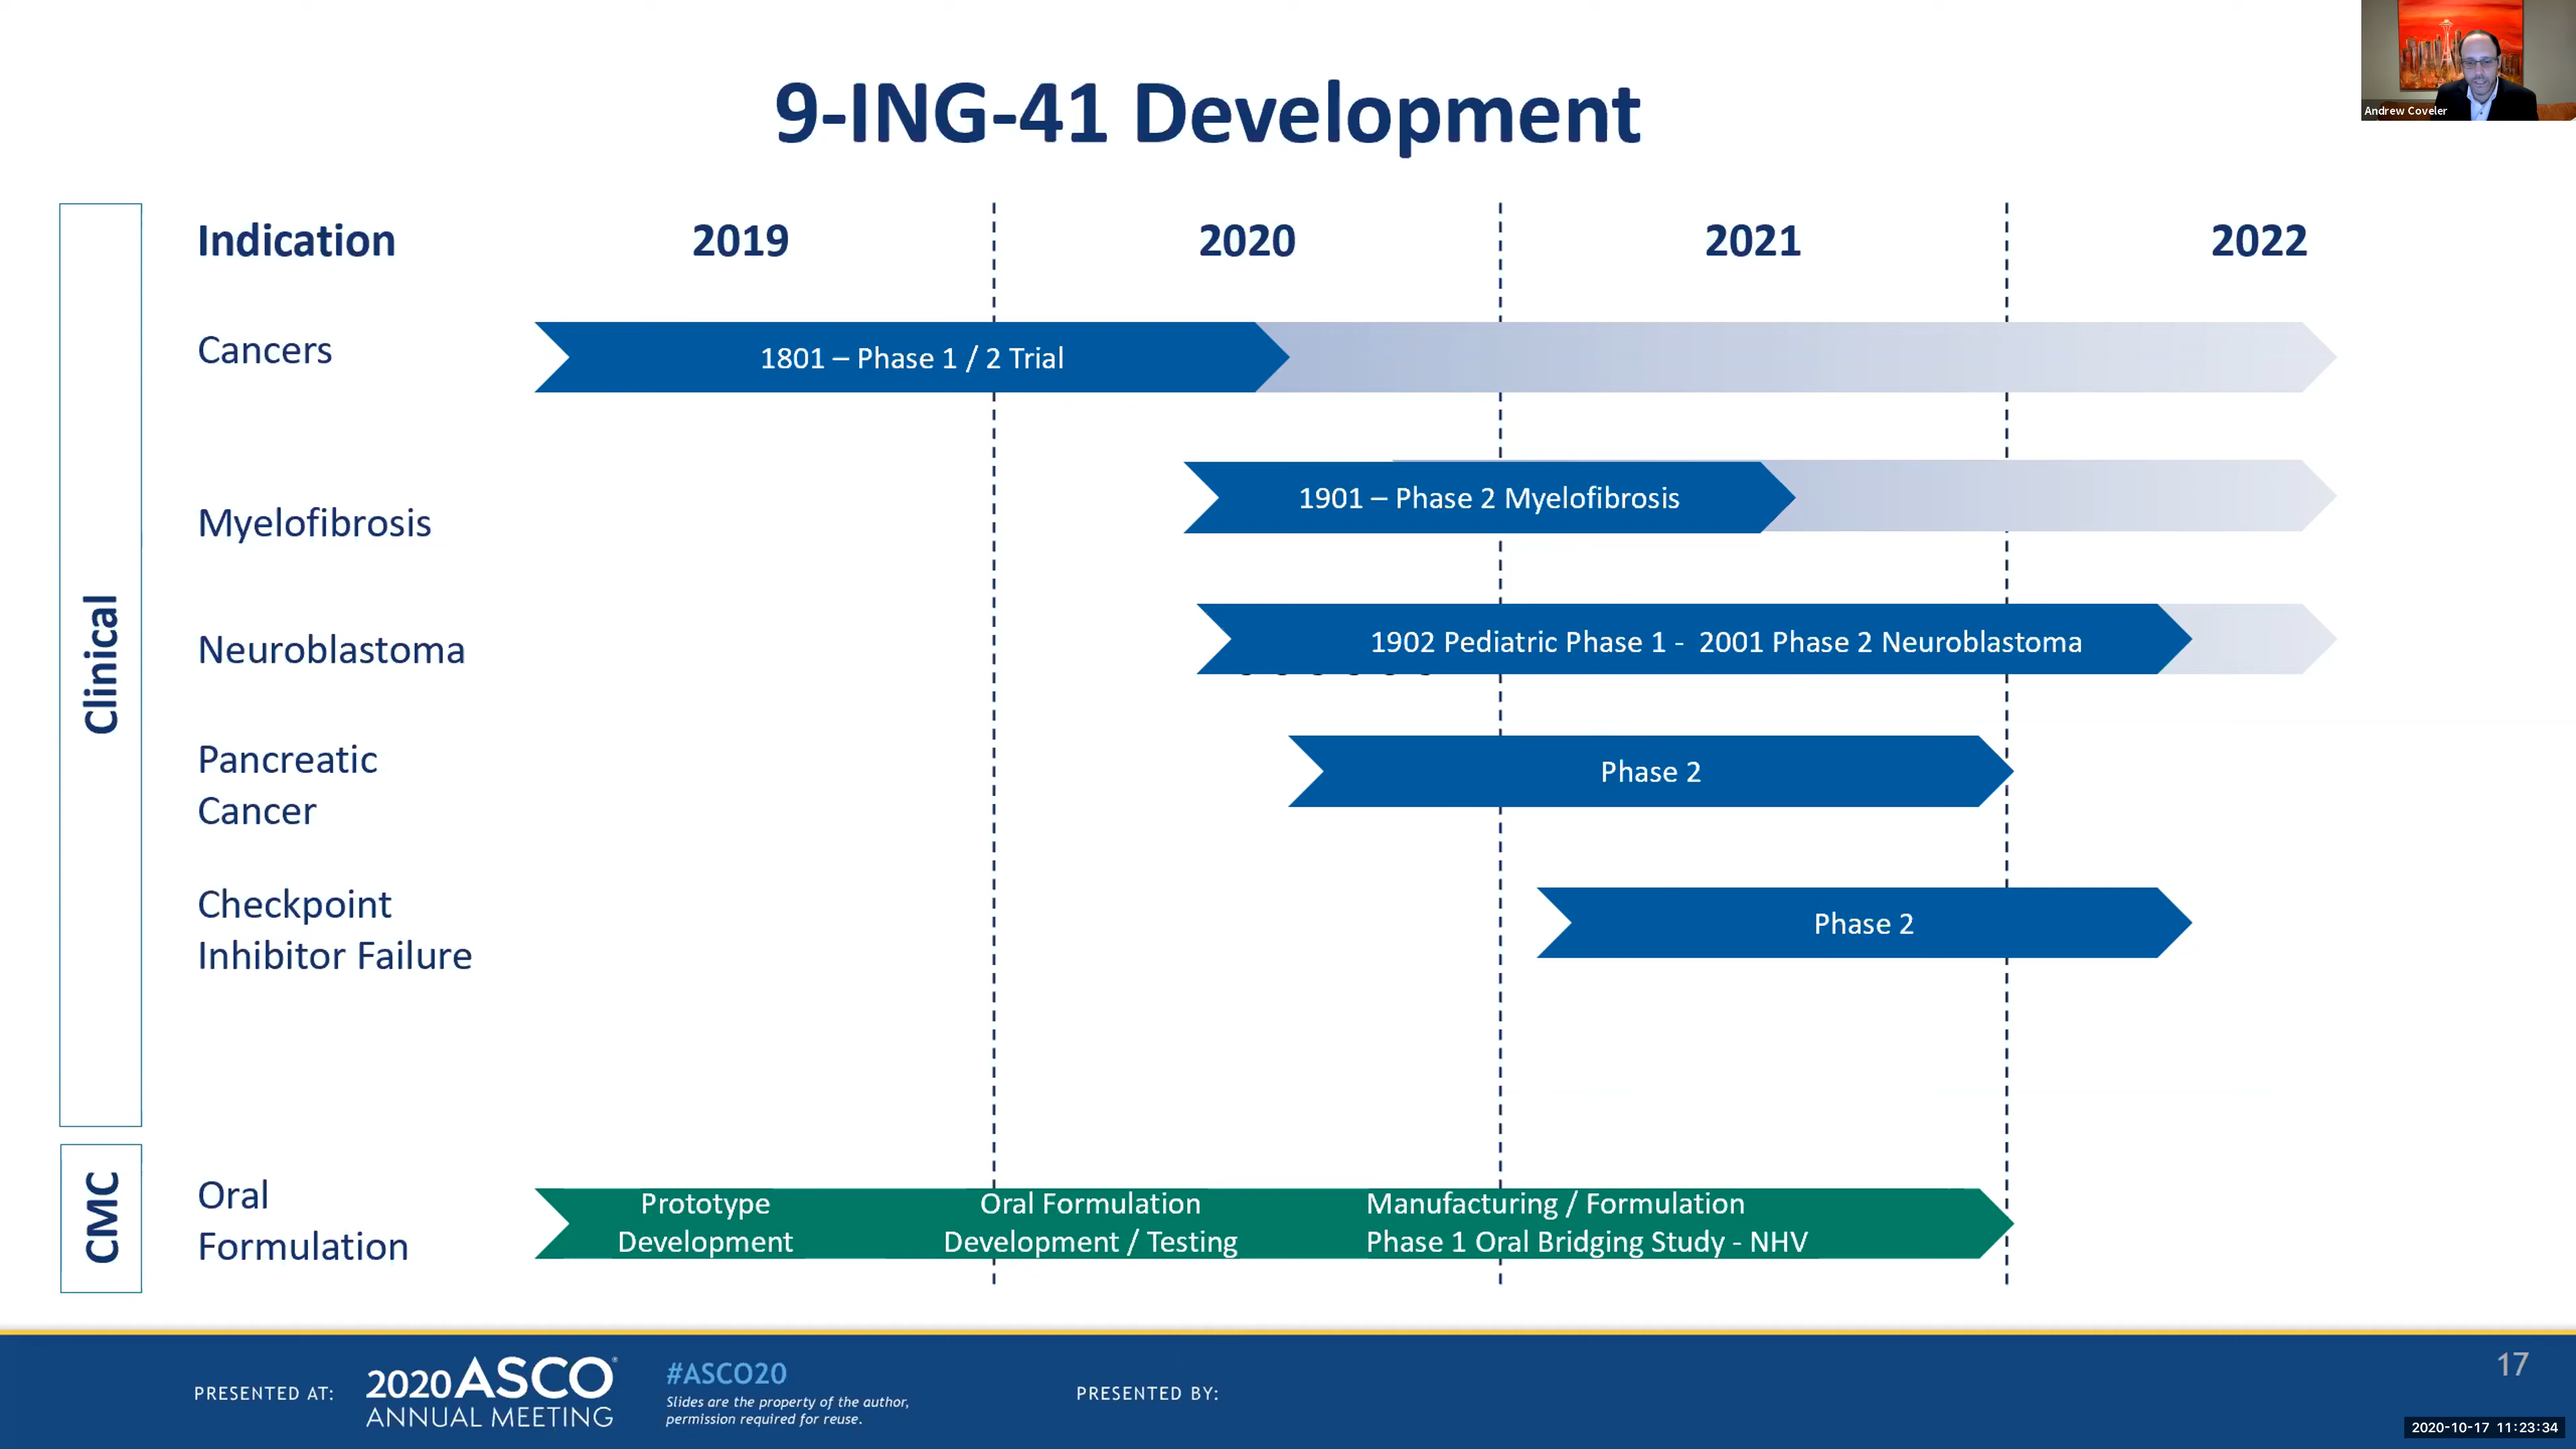 9-ING-41 Development
Andrew Coveler
Indication
2019
2020
2021
2022
Clinical
Cancers
1801 – Phase 1 / 2 Trial
Myelofibrosis
1901 – Phase 2 Myelofibrosis
Neuroblastoma
1902 Pediatric Phase 1 - 2001 Phase 2 Neuroblastoma
Pancreatic
Cancer
Phase 2
Checkpoint
Inhibitor Failure
Phase 2
CMC
Oral
Formulation
Prototype
Development
Oral Formulation
Development / Testing
Manufacturing / Formulation
Phase 1 Oral Bridging Study - NHV
PRESENTED AT:
2020 ASCO®
ANNUAL MEETING
#ASCO20
Slides are the property of the author,
permission required for reuse.
PRESENTED BY:
17
2020-10-17 11:23:34